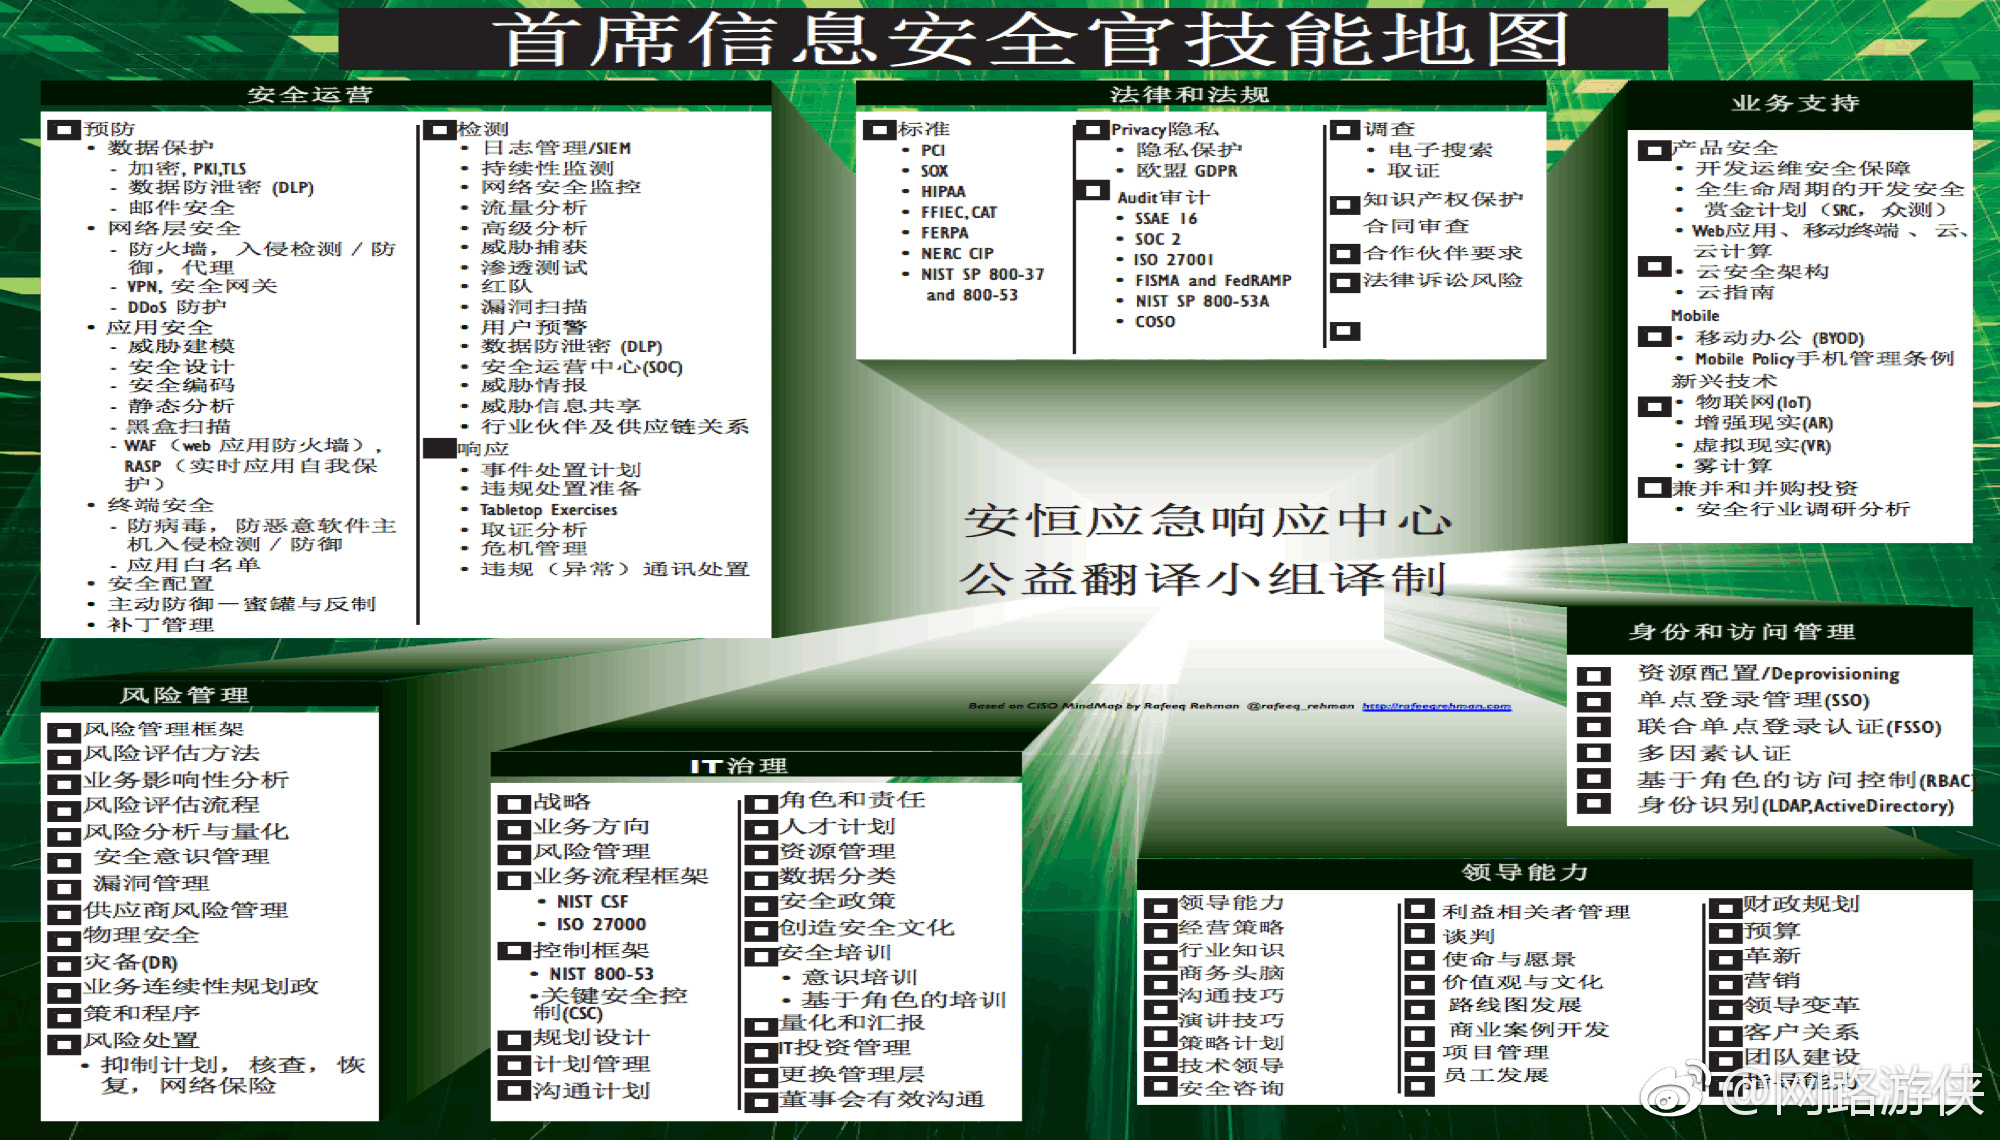 首席信息安全官技能地图
安全运营
预防
• 数据保护
- 加密, PKI,TLS
- 数据防泄密 (DLP)
- 邮件安全
• 网络层安全
- 防火墙，入侵检测／防
御，代理
- VPN, 安全网关
- DDoS 防护
• 应用安全
- 威胁建模
- 安全设计
- 安全编码
- 静态分析
- 黑盒扫描
- WAF（web 应用防火墙），
RASP（实时应用自我保
护）
• 终端安全
- 防病毒，防恶意软件主
机入侵检测／防御
- 应用白名单
• 安全配置
• 主动防御－蜜罐与反制
• 补丁管理
检测
• 日志管理/SIEM
• 持续性监测
• 网络安全监控
• 流量分析
• 高级分析
• 威胁捕获
• 渗透测试
• 红队
• 漏洞扫描
• 用户预警
• 数据防泄密 (DLP)
• 安全运营中心(SOC)
• 威胁情报
• 威胁信息共享
• 行业伙伴及供应链关系
响应
• 事件处置计划
• 违规处置准备
• Tabletop Exercises
• 取证分析
• 危机管理
• 违规（异常）通讯处置
法律和法规
标准
• PCI
• SOX
• HIPAA
• FFIEC, CAT
• FERPA
• NERC CIP
• NIST SP 800-37
and 800-53
Privacy隐私
• 隐私保护
• 欧盟 GDPR
Audit审计
• SSAE 16
• SOC 2
• ISO 27001
• FISMA and FedRAMP
• NIST SP 800-53A
• COSO
调查
• 电子搜索
• 取证
知识产权保护
合同审查
合作伙伴要求
法律诉讼风险
业务支持
产品安全
• 开发运维安全保障
• 全生命周期的开发安全
• 赏金计划（SRC，众测）
• Web应用、移动终端 、云、
云计算
• 云安全架构
• 云指南
Mobile
• 移动办公 (BYOD)
• Mobile Policy手机管理条例
新兴技术
• 物联网(IoT)
• 增强现实(AR)
• 虚拟现实(VR)
• 雾计算
兼并和并购投资
• 安全行业调研分析
安恒应急响应中心
公益翻译小组译制
Based on CISO MindMap by Rafeeq Rehman @rafeeq_rehman http://rafeeqrehman.com
身份和访问管理
资源配置/Deprovisioning
单点登录管理(SSO)
联合单点登录认证(FSSO)
多因素认证
基于角色的访问控制(RBAC)
身份识别(LDAP,ActiveDirectory)
风险管理
风险管理框架
风险评估方法
业务影响性分析
风险评估流程
风险分析与量化
安全意识管理
漏洞管理
供应商风险管理
物理安全
灾备(DR)
业务连续性规划政
策和程序
风险处置
• 抑制计划，核查，恢
复，网络保险
IT治理
战略
业务方向
风险管理
业务流程框架
• NIST CSF
• ISO 27000
控制框架
• NIST 800-53
•关键安全控
制(CSC)
规划设计
计划管理
沟通计划
角色和责任
人才计划
资源管理
数据分类
安全政策
创造安全文化
安全培训
• 意识培训
• 基于角色的培训
量化和汇报
IT投资管理
更换管理层
董事会有效沟通
领导能力
领导能力
经营策略
行业知识
商务头脑
沟通技巧
演讲技巧
策略计划
技术领导
安全咨询
利益相关者管理
谈判
使命与愿景
价值观与文化
路线图发展
商业案例开发
项目管理
员工发展
财政规划
预算
革新
营销
领导变革
客户关系
团队建设
@网路游侠